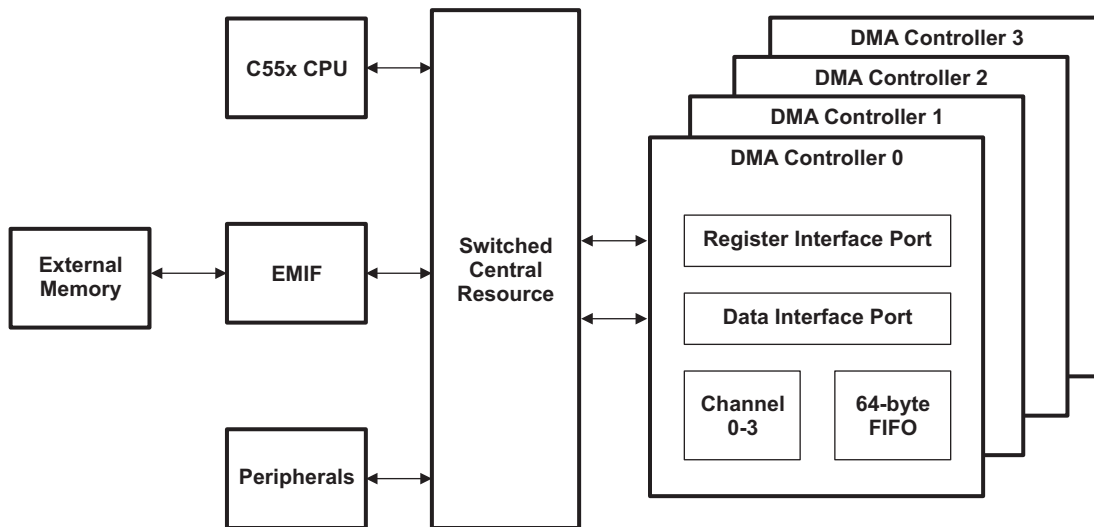 C55x CPU
External
Memory
EMIF
Peripherals
Switched
Central
Resource
DMA Controller 3
DMA Controller 2
DMA Controller 1
DMA Controller 0
Register Interface Port
Data Interface Port
Channel
0-3
64-byte
FIFO